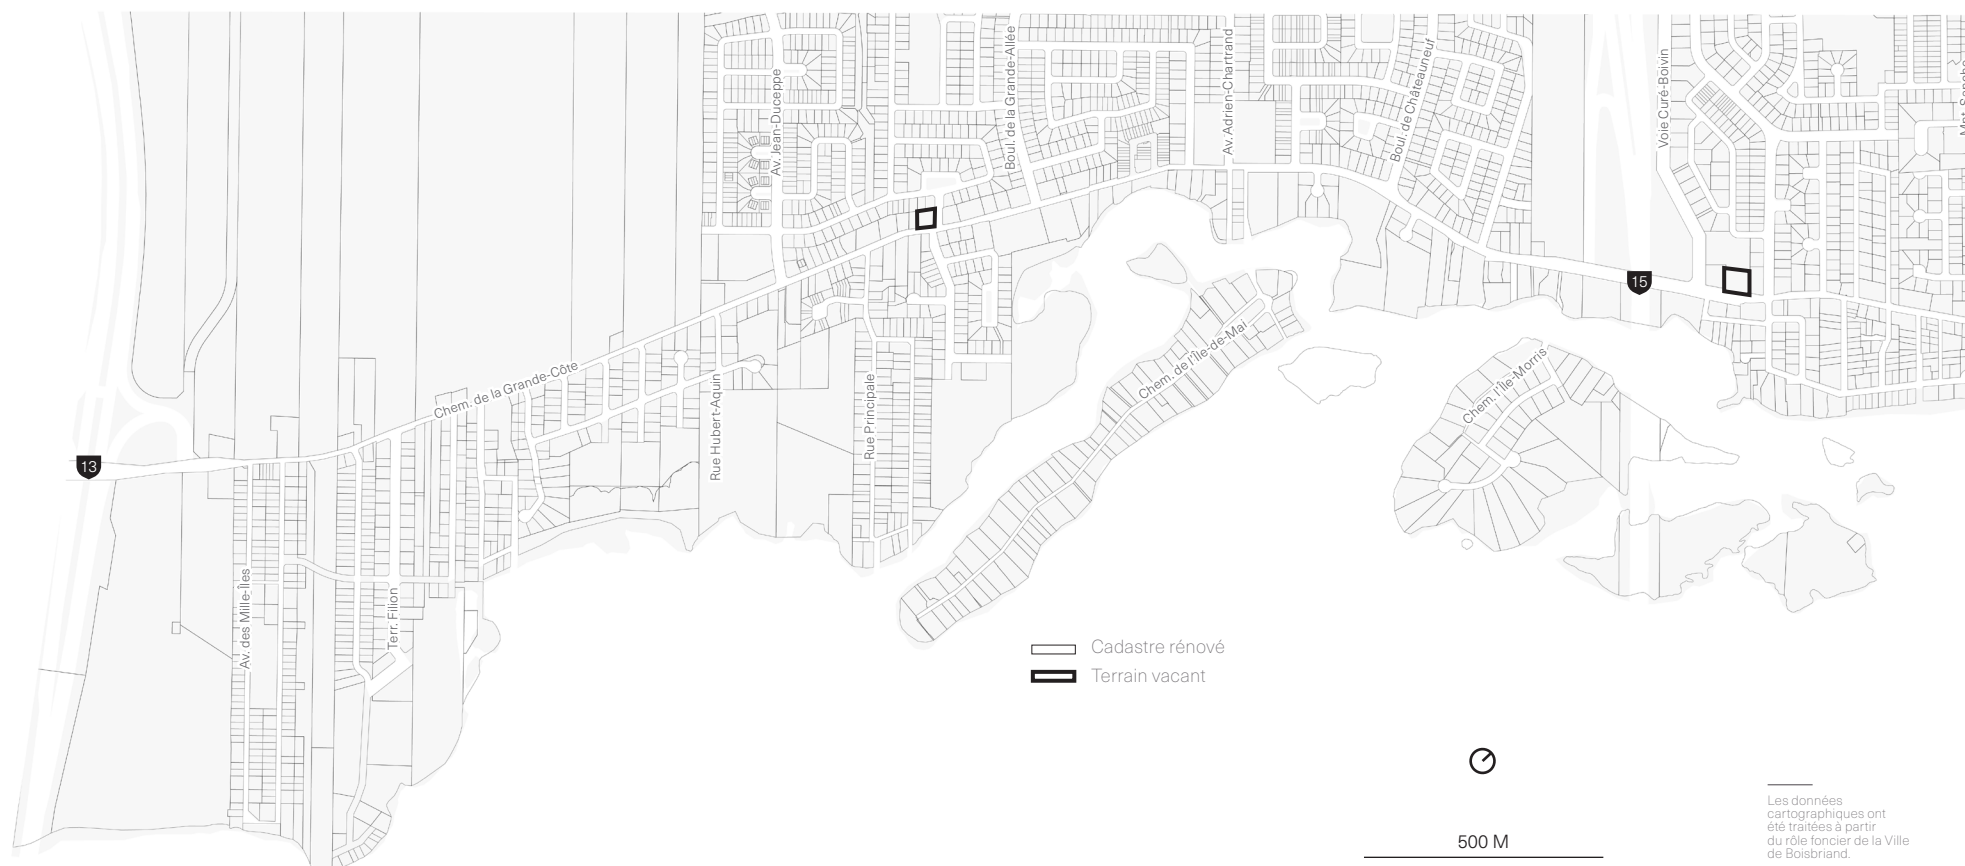 Av. Jean-Duceppe
Boul. de la Grande-Allée
Av. Adrien-Chartrand
Boul. de Châteauneuf
Voie Curé-Boivin
15
Chem. de l'Île-de-Mai
Chem. l'Île-Morris
Chem. de la Grande-Côte
Rue Hubert-Aquin
Rue Principale
13
Av. des Mille-Îles
Terr. Filion
Cadastre rénové
Terrain vacant
500 M
Les données
cartographiques ont
été traitées à partir
du rôle foncier de la Ville
de Boisbriand.